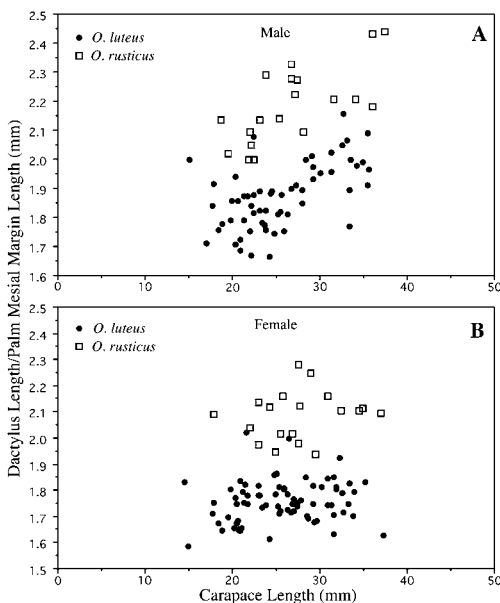 2.5
● O. luteus
Male
A
2.4
□ O. rusticus
2.3
2.2
2.1
2.0
1.9
1.8
1.7
1.6
0 10 20 30 40 50
Dactylus Length/Palm Mesial Margin Length (mm)
2.5
● O. luteus
Female
B
2.4
□ O. rusticus
2.3
2.2
2.1
2.0
1.9
1.8
1.7
1.6
1.5
0 10 20 30 40 50
Carapace Length (mm)